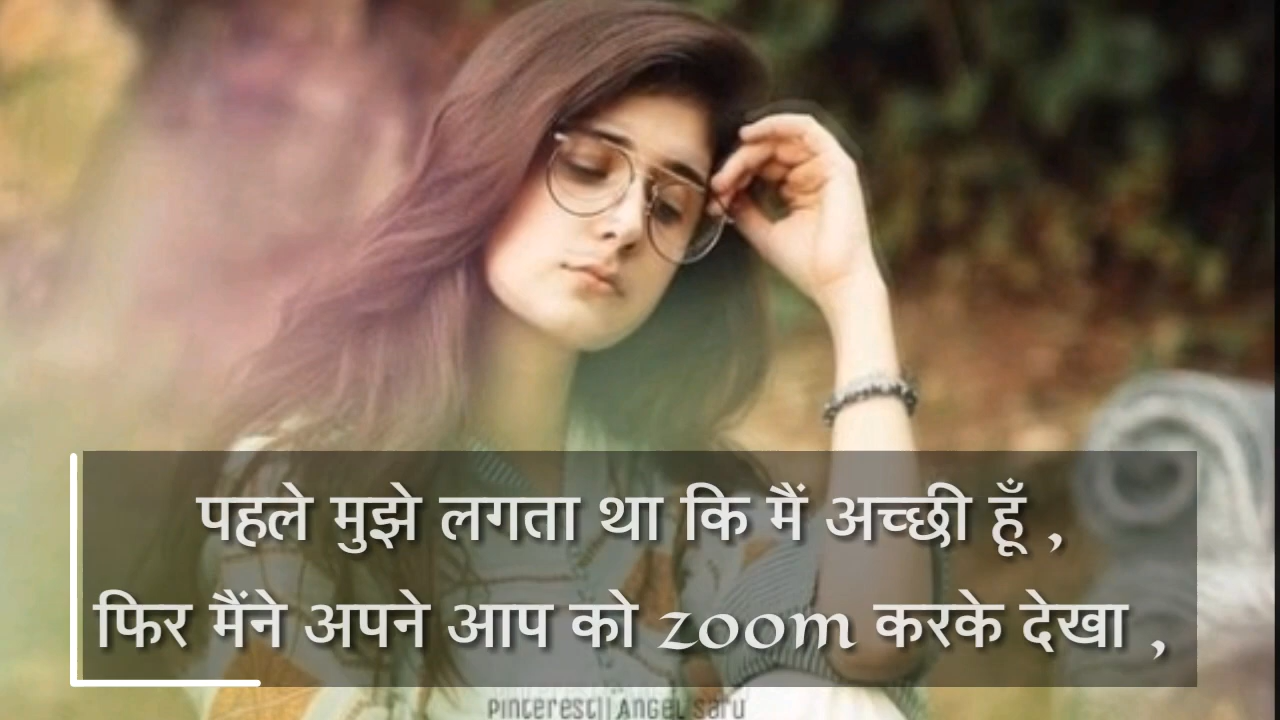 पहले मुझे लगता था कि मैं अच्छी हूँ ,
फिर मैंने अपने आप को zoom करके देखा ,
Pinterest|| Angel saru